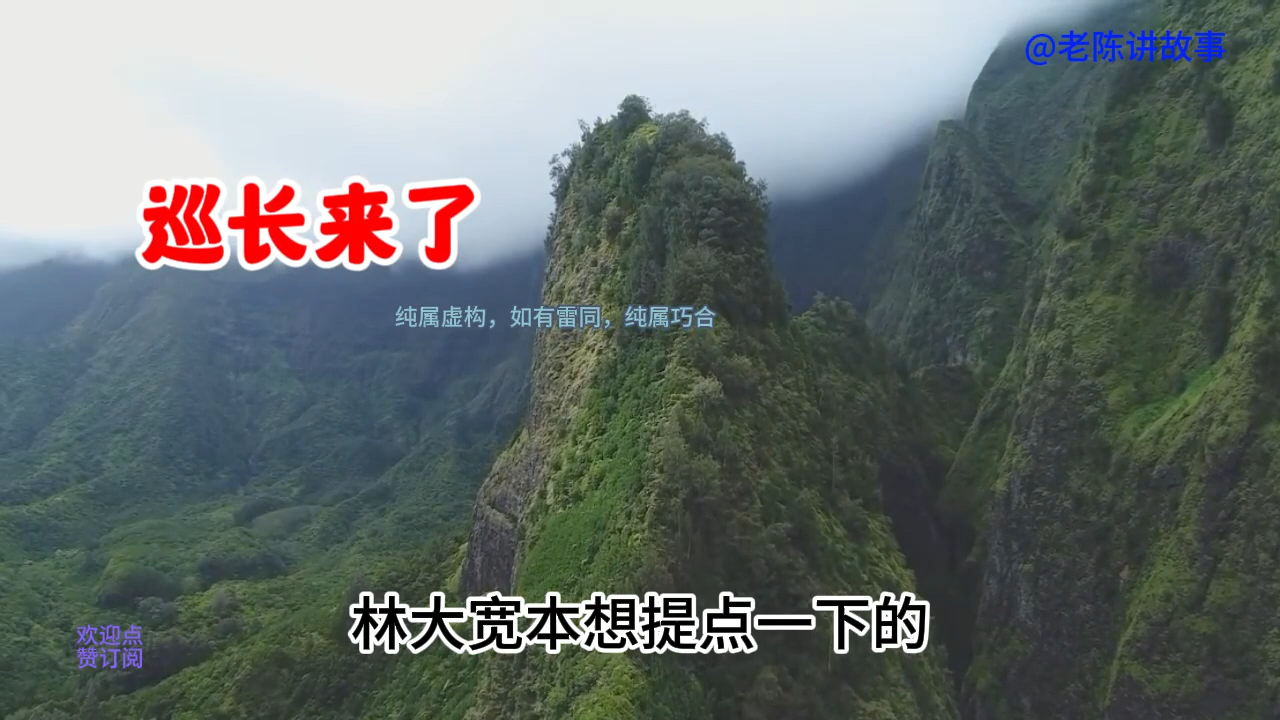 @老陈讲故事
巡长来了
纯属虚构，如有雷同，纯属巧合
林大宽本想提点一下的
欢迎点
赞订阅